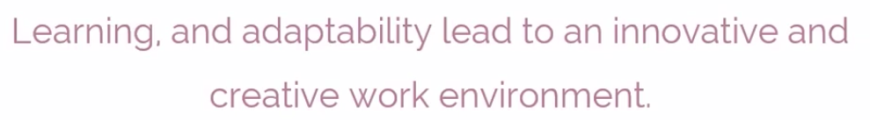 Learning, and adaptability lead to an innovative and
creative work environment.